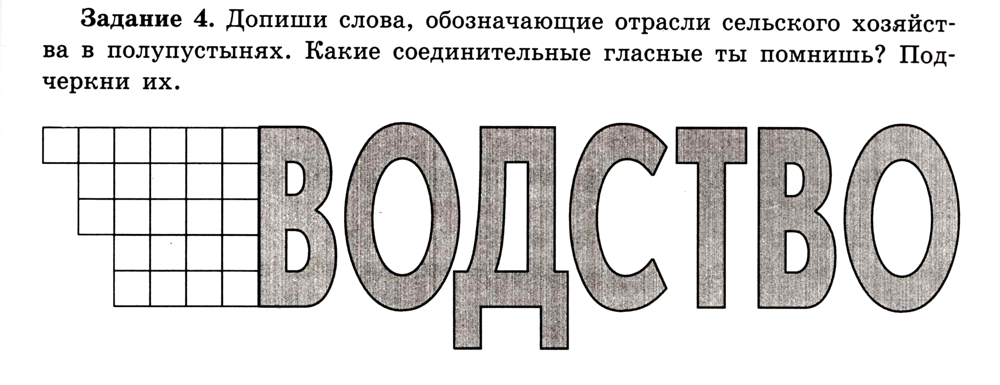 Задание 4. Допиши слова, обозначающие отрасли сельского хозяйст-
ва в полупустынях. Какие соединительные гласные ты помнишь? Под-
черкни их.
ВОДСТВО